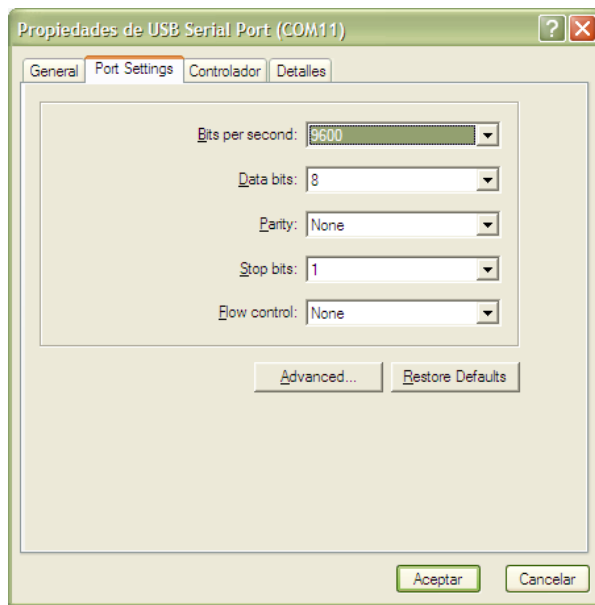 Propiedades de USB Serial Port (COM11)
General Port Settings Controlador Detalles
Bits per second: 9600
Data bits: 8
Parity: None
Stop bits: 1
Flow control: None
Advanced... Restore Defaults
Aceptar Cancelar